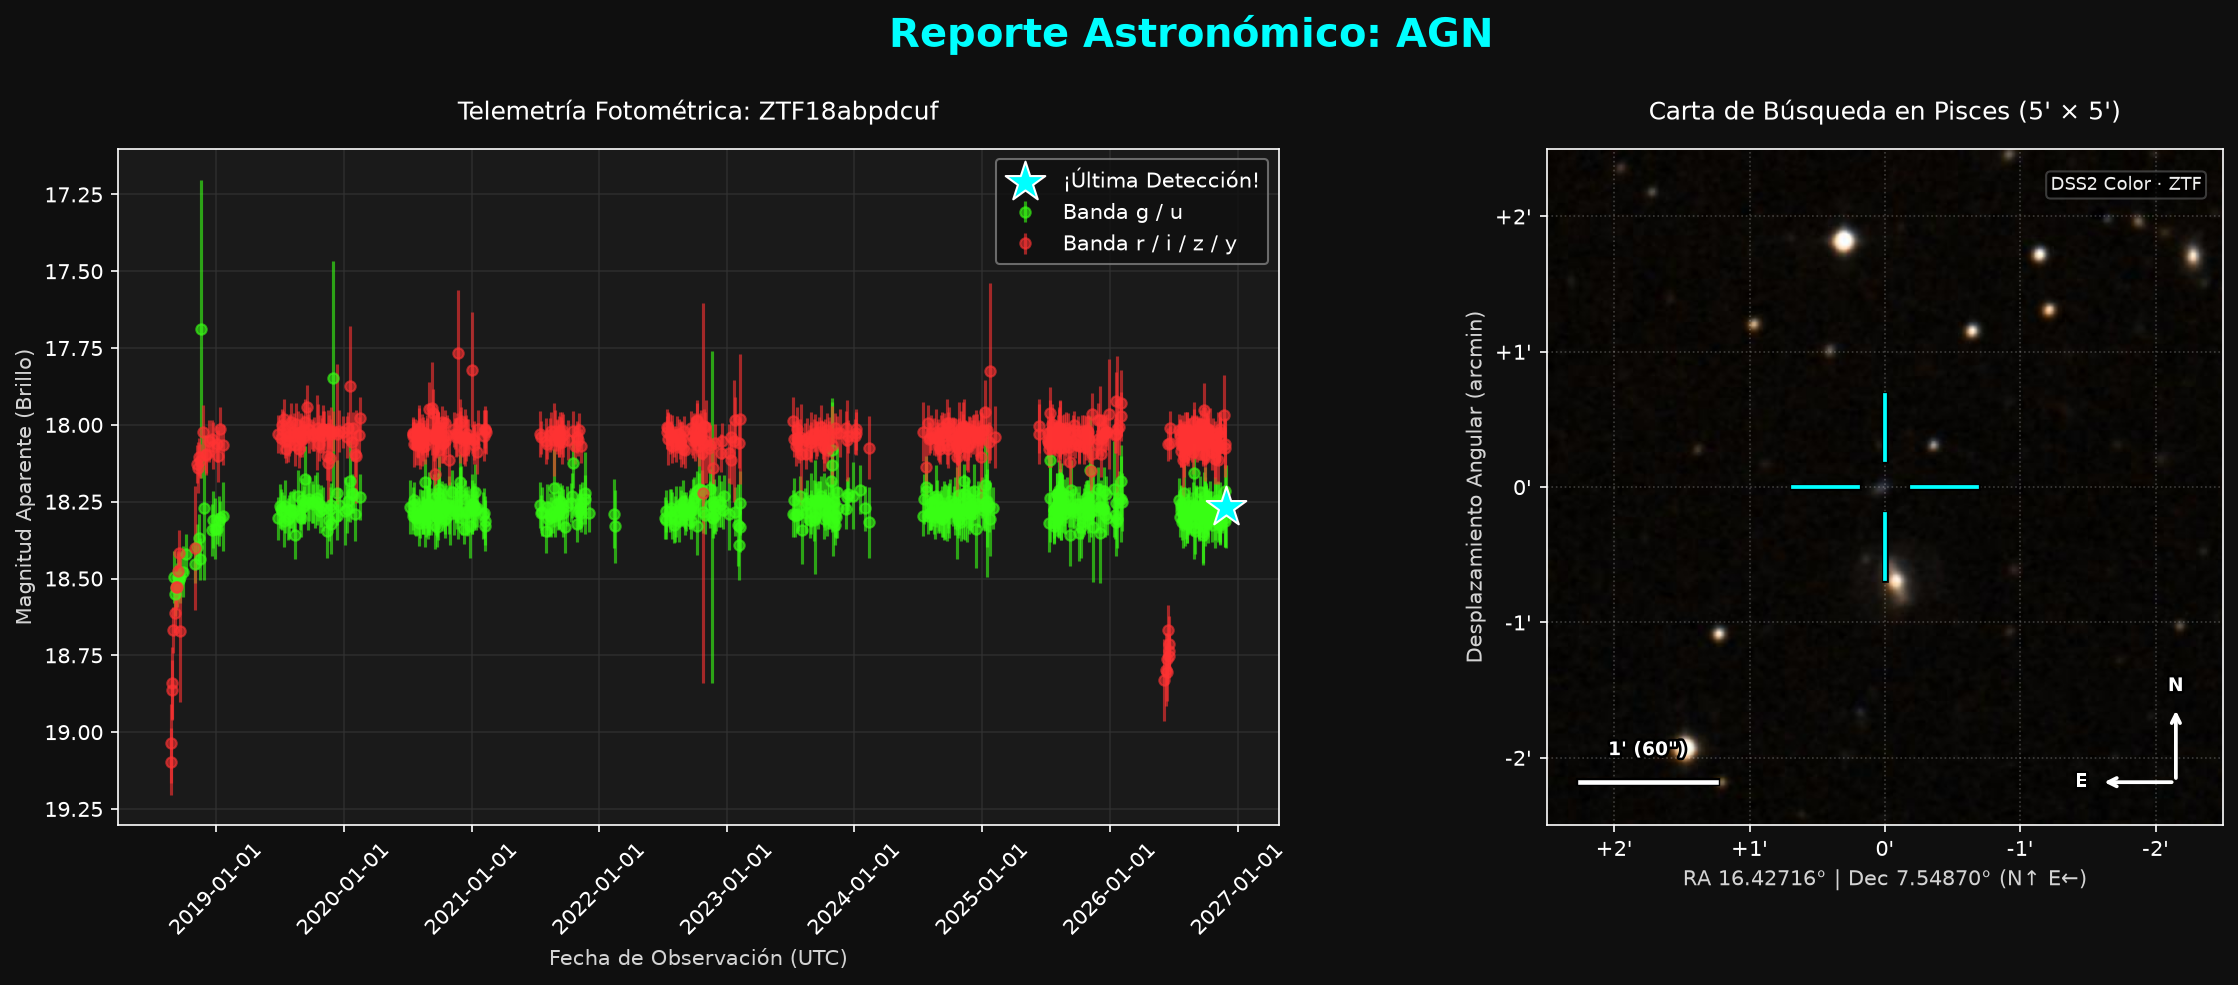 Reporte Astronómico: AGN
Telemetría Fotométrica: ZTF18abpdcuf
Magnitud Aparente (Brillo)
17.25
17.50
17.75
18.00
18.25
18.50
18.75
19.00
19.25
¡Última Detección!
Banda g / u
Banda r / i / z / y
2019-01-01
2020-01-01
2021-01-01
2022-01-01
2023-01-01
2024-01-01
2025-01-01
2026-01-01
2027-01-01
Fecha de Observación (UTC)
Carta de Búsqueda en Pisces (5' × 5')
Desplazamiento Angular (arcmin)
+2'
+1'
0'
-1'
-2'
DSS2 Color · ZTF
N
E
1' (60")
+2'
+1'
0'
-1'
-2'
RA 16.42716° | Dec 7.54870° (N↑ E←)